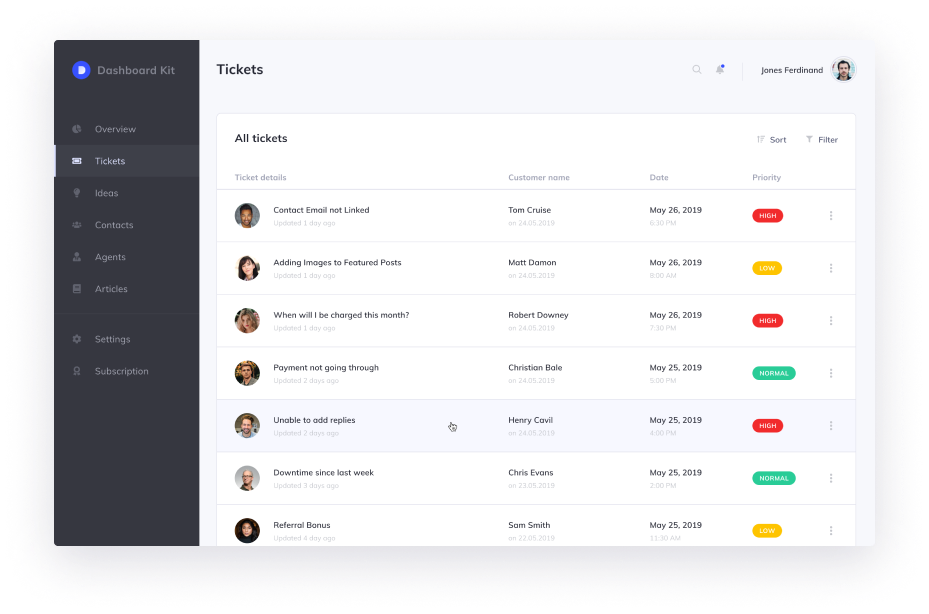 Dashboard Kit
Overview
Tickets
Ideas
Contacts
Agents
Articles
Settings
Subscription
Tickets
Jones Ferdinand
All tickets
Sort
Filter
Ticket details Customer name Date Priority
Contact Email not Linked Tom Cruise May 26, 2019 HIGH
Updated 1 day ago on 24.05.2019 6:30 PM
Adding Images to Featured Posts Matt Damon May 26, 2019 LOW
Updated 1 day ago on 24.05.2019 8:00 AM
When will I be charged this month? Robert Downey May 26, 2019 HIGH
Updated 1 day ago on 24.05.2019 7:30 PM
Payment not going through Christian Bale May 25, 2019 NORMAL
Updated 2 days ago on 24.05.2019 5:00 PM
Unable to add replies Henry Cavil May 25, 2019 HIGH
Updated 2 days ago on 24.05.2019 4:00 PM
Downtime since last week Chris Evans May 25, 2019 NORMAL
Updated 3 days ago on 23.05.2019 2:00 PM
Referral Bonus Sam Smith May 25, 2019 LOW
Updated 4 day ago on 22.05.2019 11:30 AM